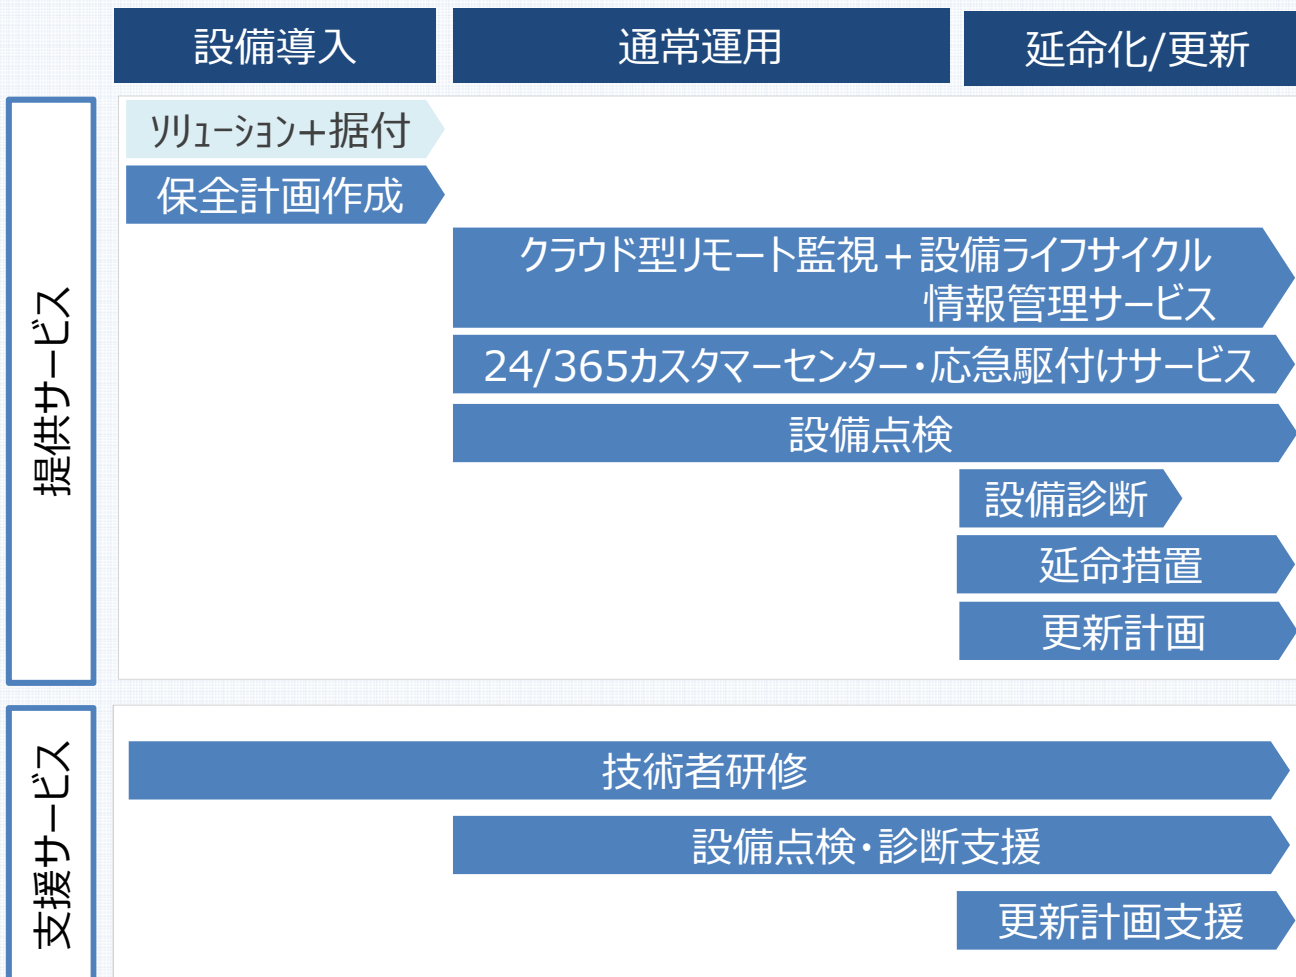 設備導入
通常運用
延命化/更新
提供サービス
ソリューション+据付
保全計画作成
クラウド型リモート監視+設備ライフサイクル
情報管理サービス
24/365カスタマーセンター・応急駆付けサービス
設備点検
設備診断
延命措置
更新計画
支援サービス
技術者研修
設備点検・診断支援
更新計画支援